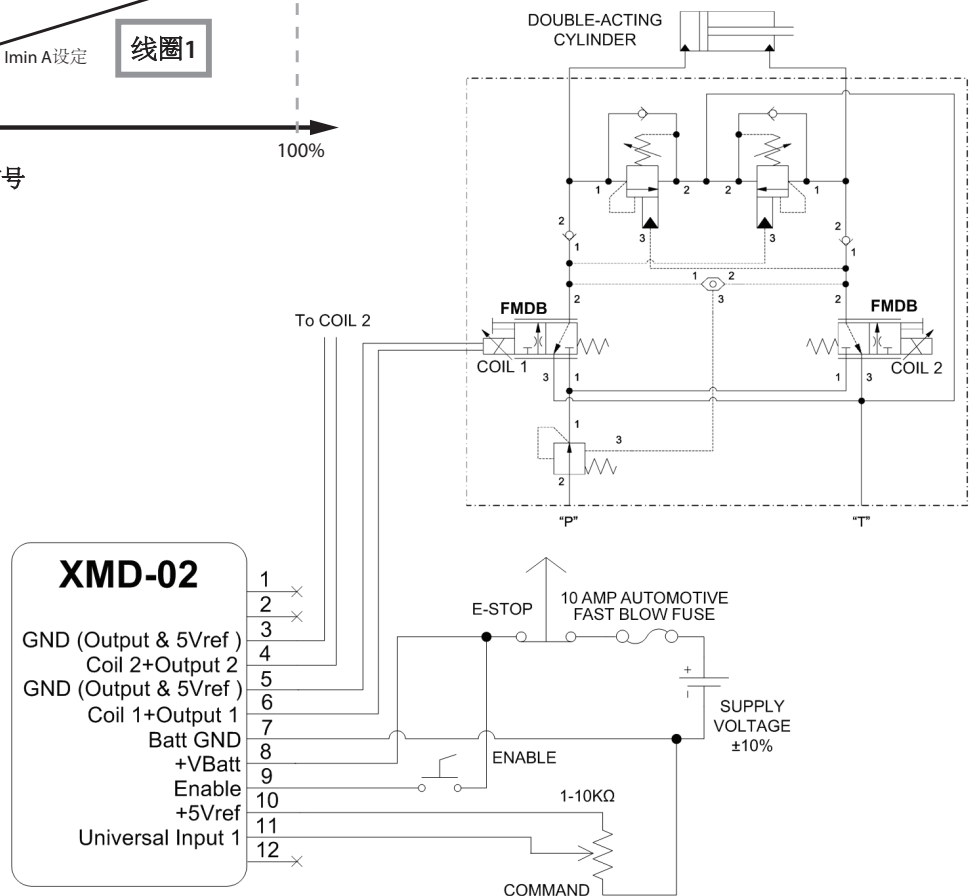 Imin A设定
线圈1
100%
号
DOUBLE-ACTING
CYLINDER
1
2
2
1
3
3
2
1
2
1
1
2
3
2
2
FMDB
FMDB
To COIL 2
COIL 1
COIL 2
3
1
1
3
1
3
2
“P”
“T”
XMD-02
1
2
GND (Output & 5Vref )
3
Coil 2+Output 2
4
GND (Output & 5Vref )
5
Coil 1+Output 1
6
Batt GND
7
+VBatt
8
Enable
9
+5Vref
10
Universal Input 1
11
12
E-STOP
10 AMP AUTOMOTIVE
FAST BLOW FUSE
+
-
SUPPLY
VOLTAGE
±10%
ENABLE
1-10KΩ
COMMAND